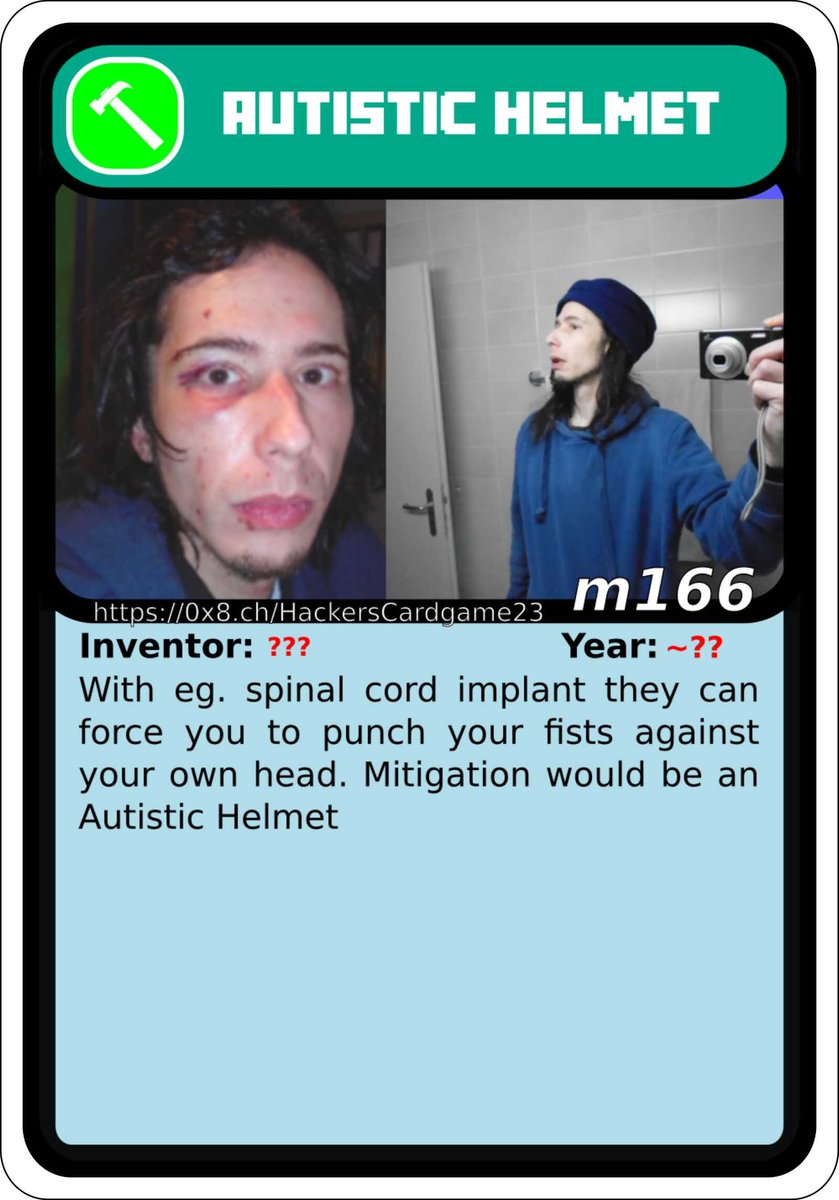 AUTISTIC HELMET
https://0x8.ch/HackersCardgame23
m166
Inventor: ??? Year: ~??
With eg. spinal cord implant they can
force you to punch your fists against
your own head. Mitigation would be an
Autistic Helmet